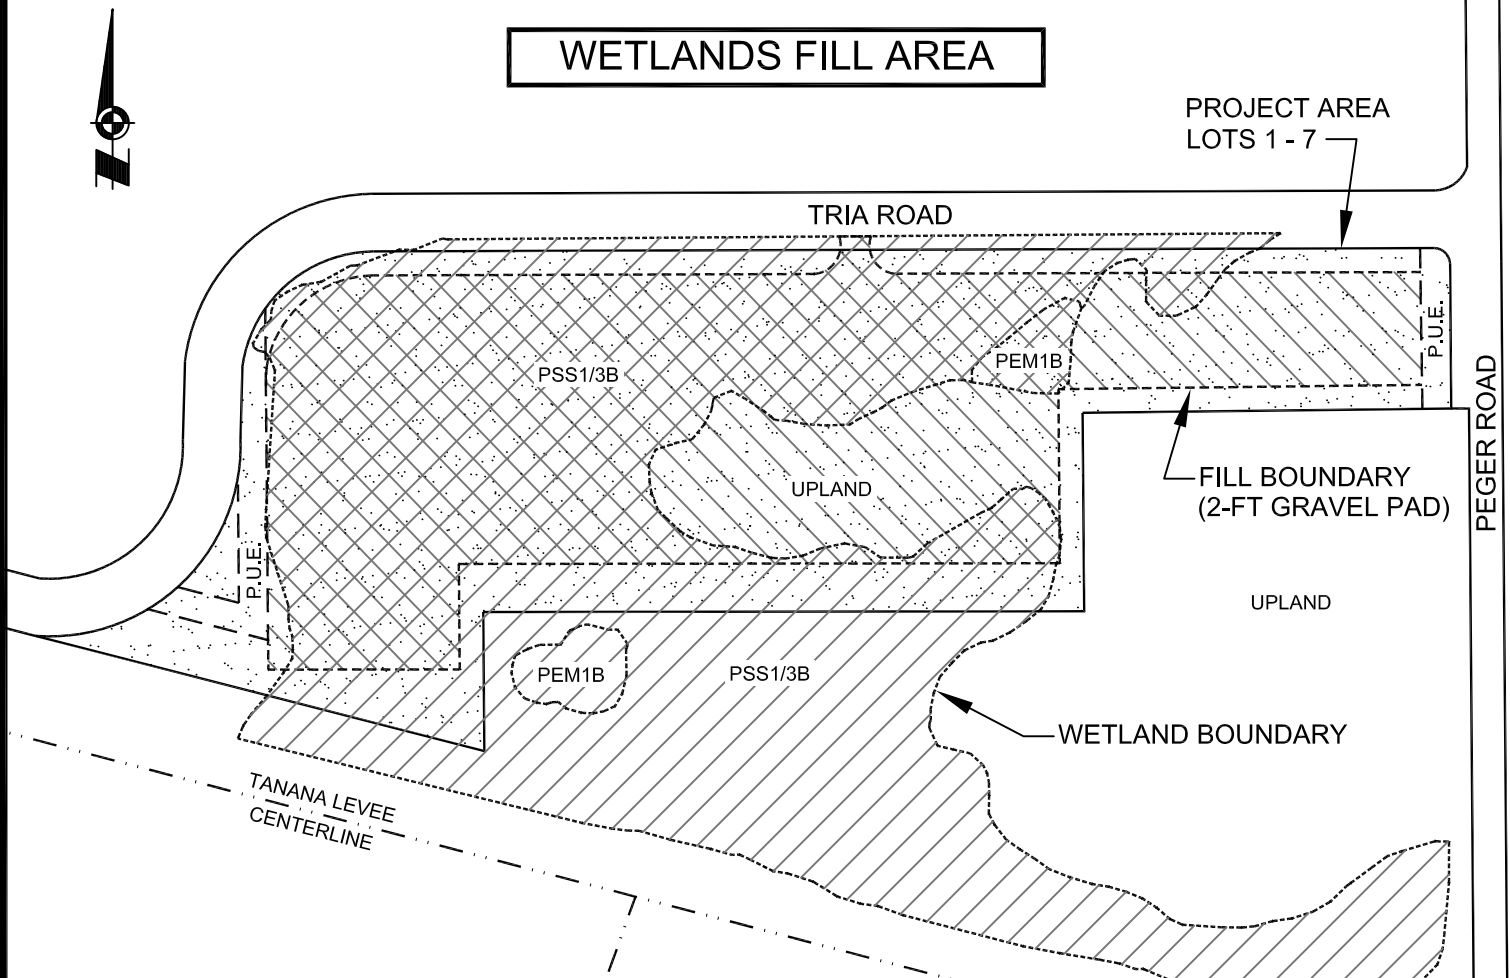 WETLANDS FILL AREA
PROJECT AREA
LOTS 1 - 7
TRIA ROAD
P.U.E.
PEM1B
PSS1/3B
PEGER ROAD
FILL BOUNDARY
(2-FT GRAVEL PAD)
UPLAND
P.U.E.
UPLAND
PEM1B
PSS1/3B
WETLAND BOUNDARY
TANANA LEVEE
CENTERLINE